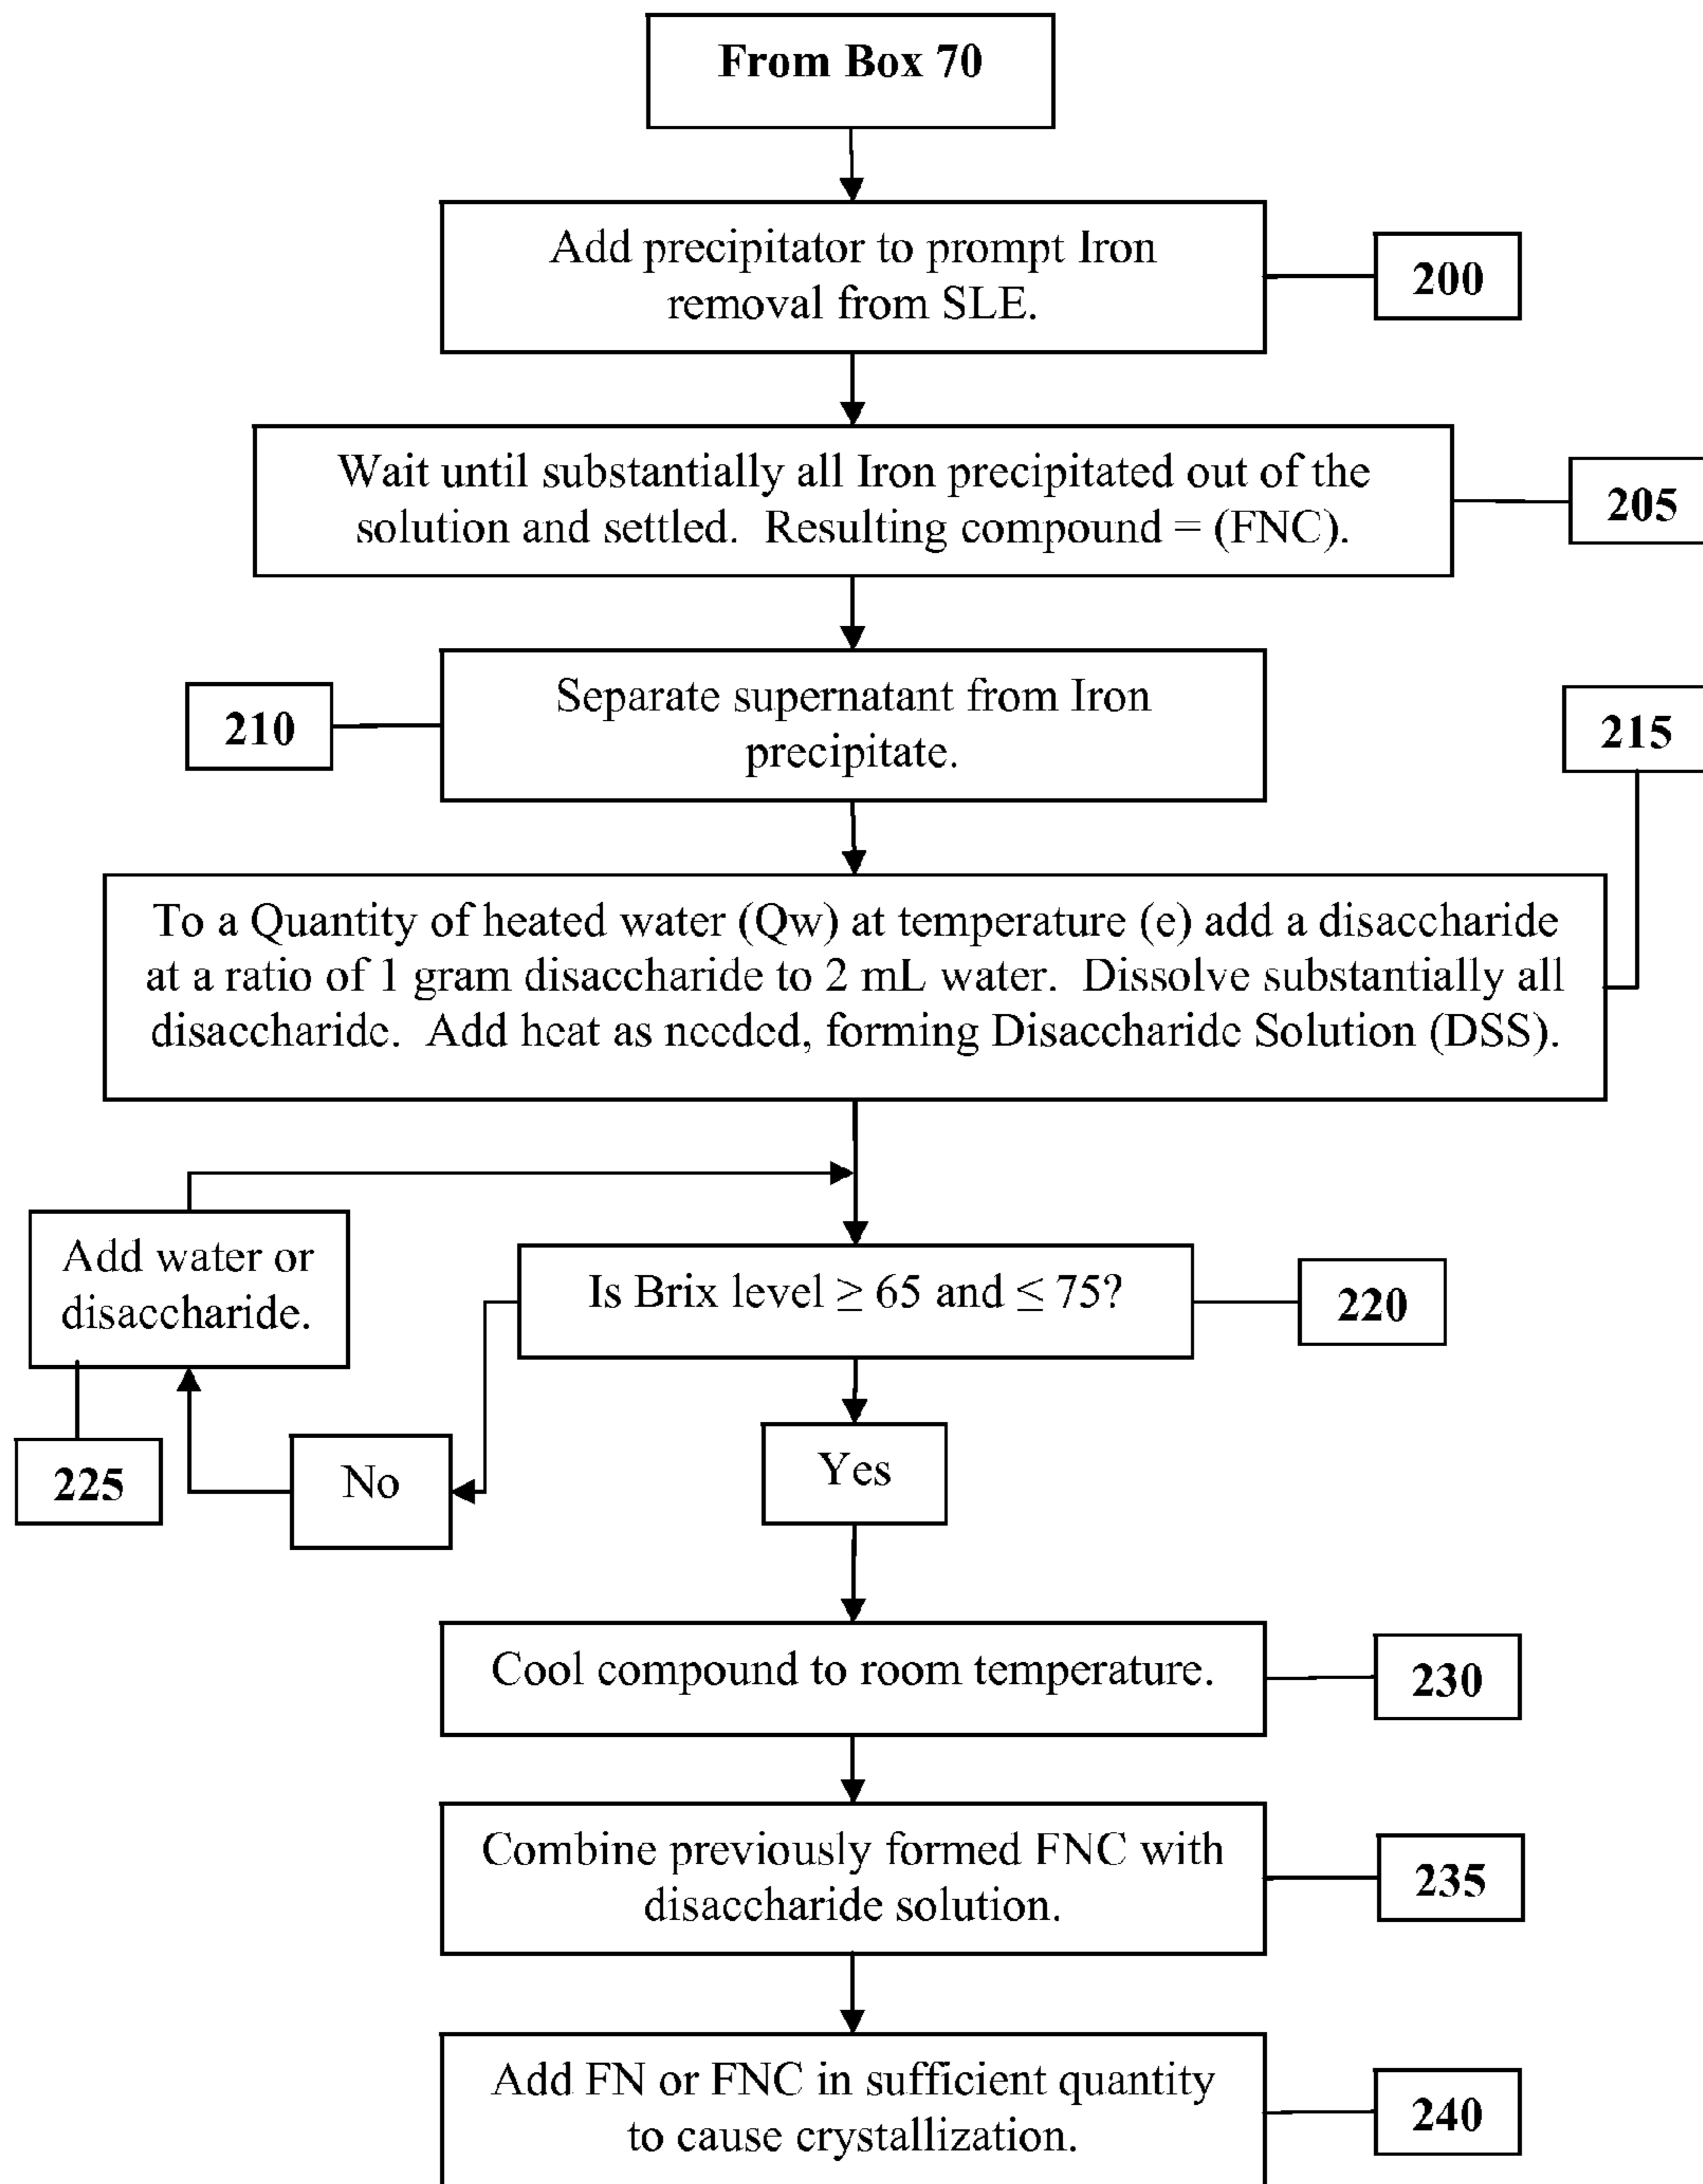 From Box 70
Add precipitator to prompt Iron
removal from SLE.
200
Wait until substantially all Iron precipitated out of the
solution and settled.  Resulting compound = (FNC).
205
Separate supernatant from Iron
precipitate.
210
215
To a Quantity of heated water (Qw) at temperature (e) add a disaccharide
at a ratio of 1 gram disaccharide to 2 mL water.  Dissolve substantially all
disaccharide.  Add heat as needed, forming Disaccharide Solution (DSS).
Add water or
disaccharide.
Is Brix level ≥ 65 and ≤ 75?
220
225
No
Yes
Cool compound to room temperature.
230
Combine previously formed FNC with
disaccharide solution.
235
Add FN or FNC in sufficient quantity
to cause crystallization.
240